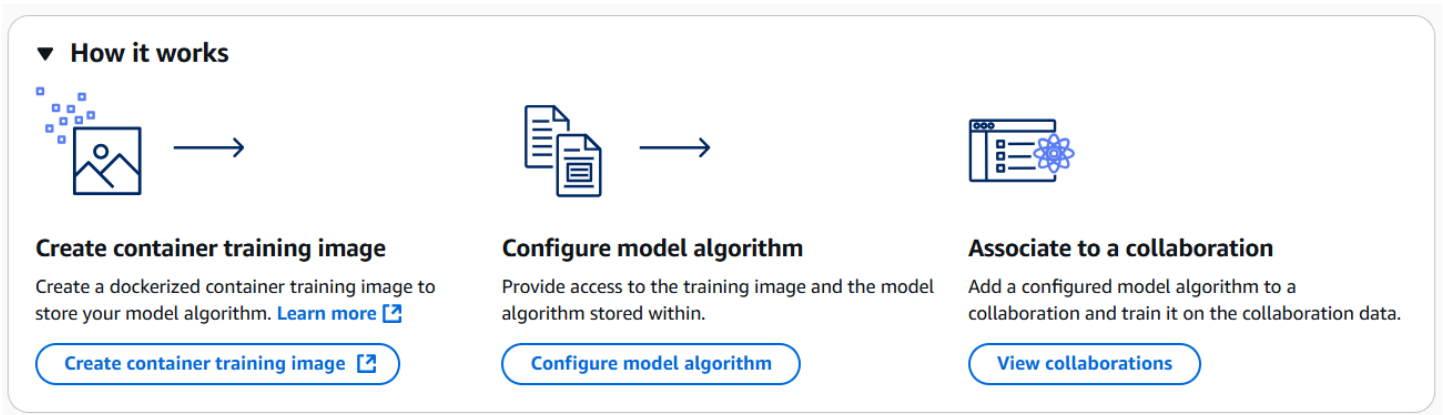 How it works
Create container training image
Create a dockerized container training image to
store your model algorithm. Learn more
Create container training image
Configure model algorithm
Provide access to the training image and the model
algorithm stored within.
Configure model algorithm
Associate to a collaboration
Add a configured model algorithm to a
collaboration and train it on the collaboration data.
View collaborations